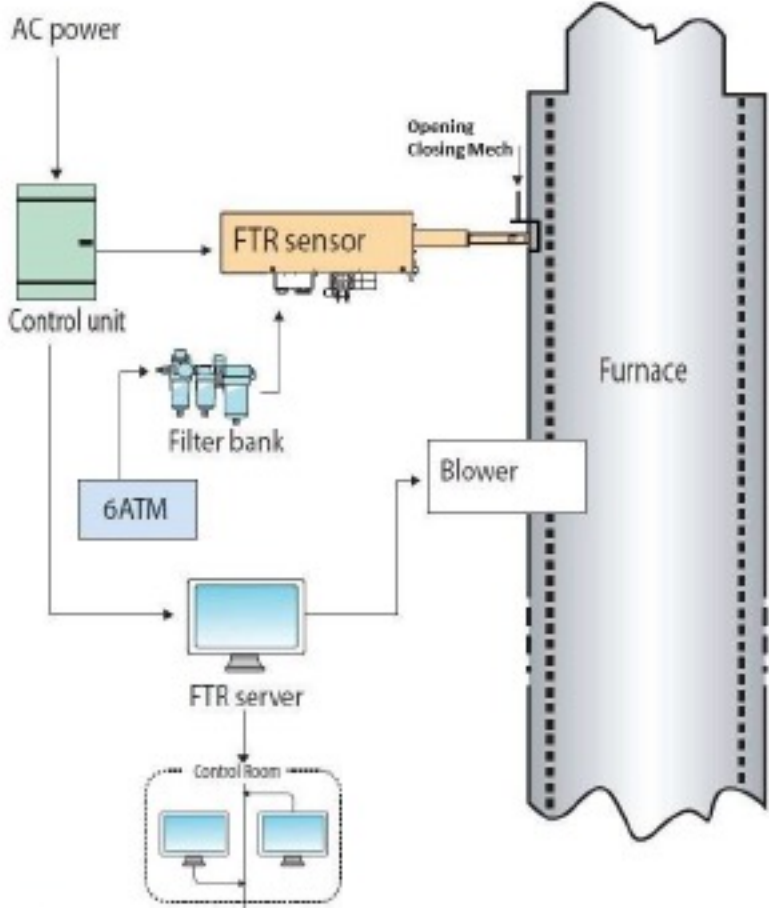 AC power
Opening
Closing Mech
FTR sensor
Control unit
Furnace
Filter bank
Blower
6ATM
FTR server
Control Room